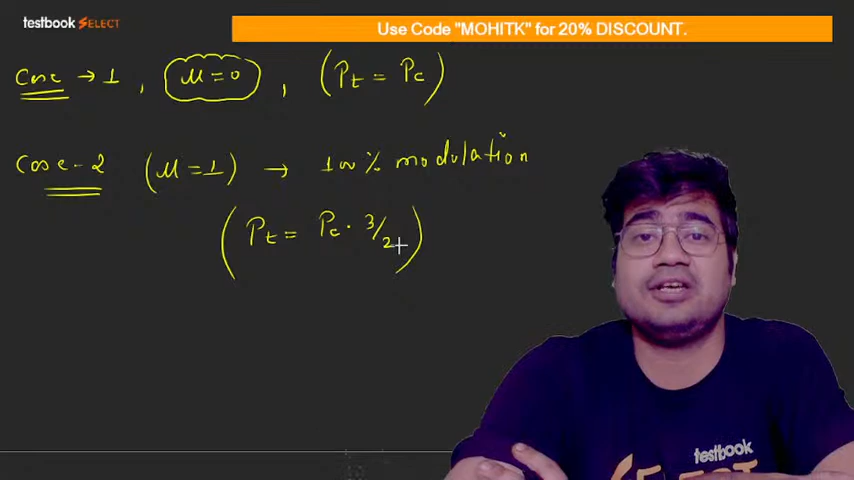 testbook SELECT
Use Code "MOHITK" for 20% DISCOUNT.
Case → 1 , μ = 0 , (Pt = Pc)
Case - 2 (μ = 1) → 100 % modulation
(Pt = Pc · 3/2)
testbook
SELECT